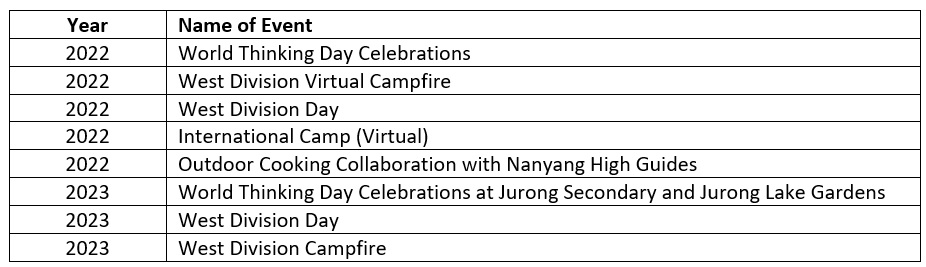 Year Name of Event
2022 World Thinking Day Celebrations
2022 West Division Virtual Campfire
2022 West Division Day
2022 International Camp (Virtual)
2022 Outdoor Cooking Collaboration with Nanyang High Guides
2023 World Thinking Day Celebrations at Jurong Secondary and Jurong Lake Gardens
2023 West Division Day
2023 West Division Campfire